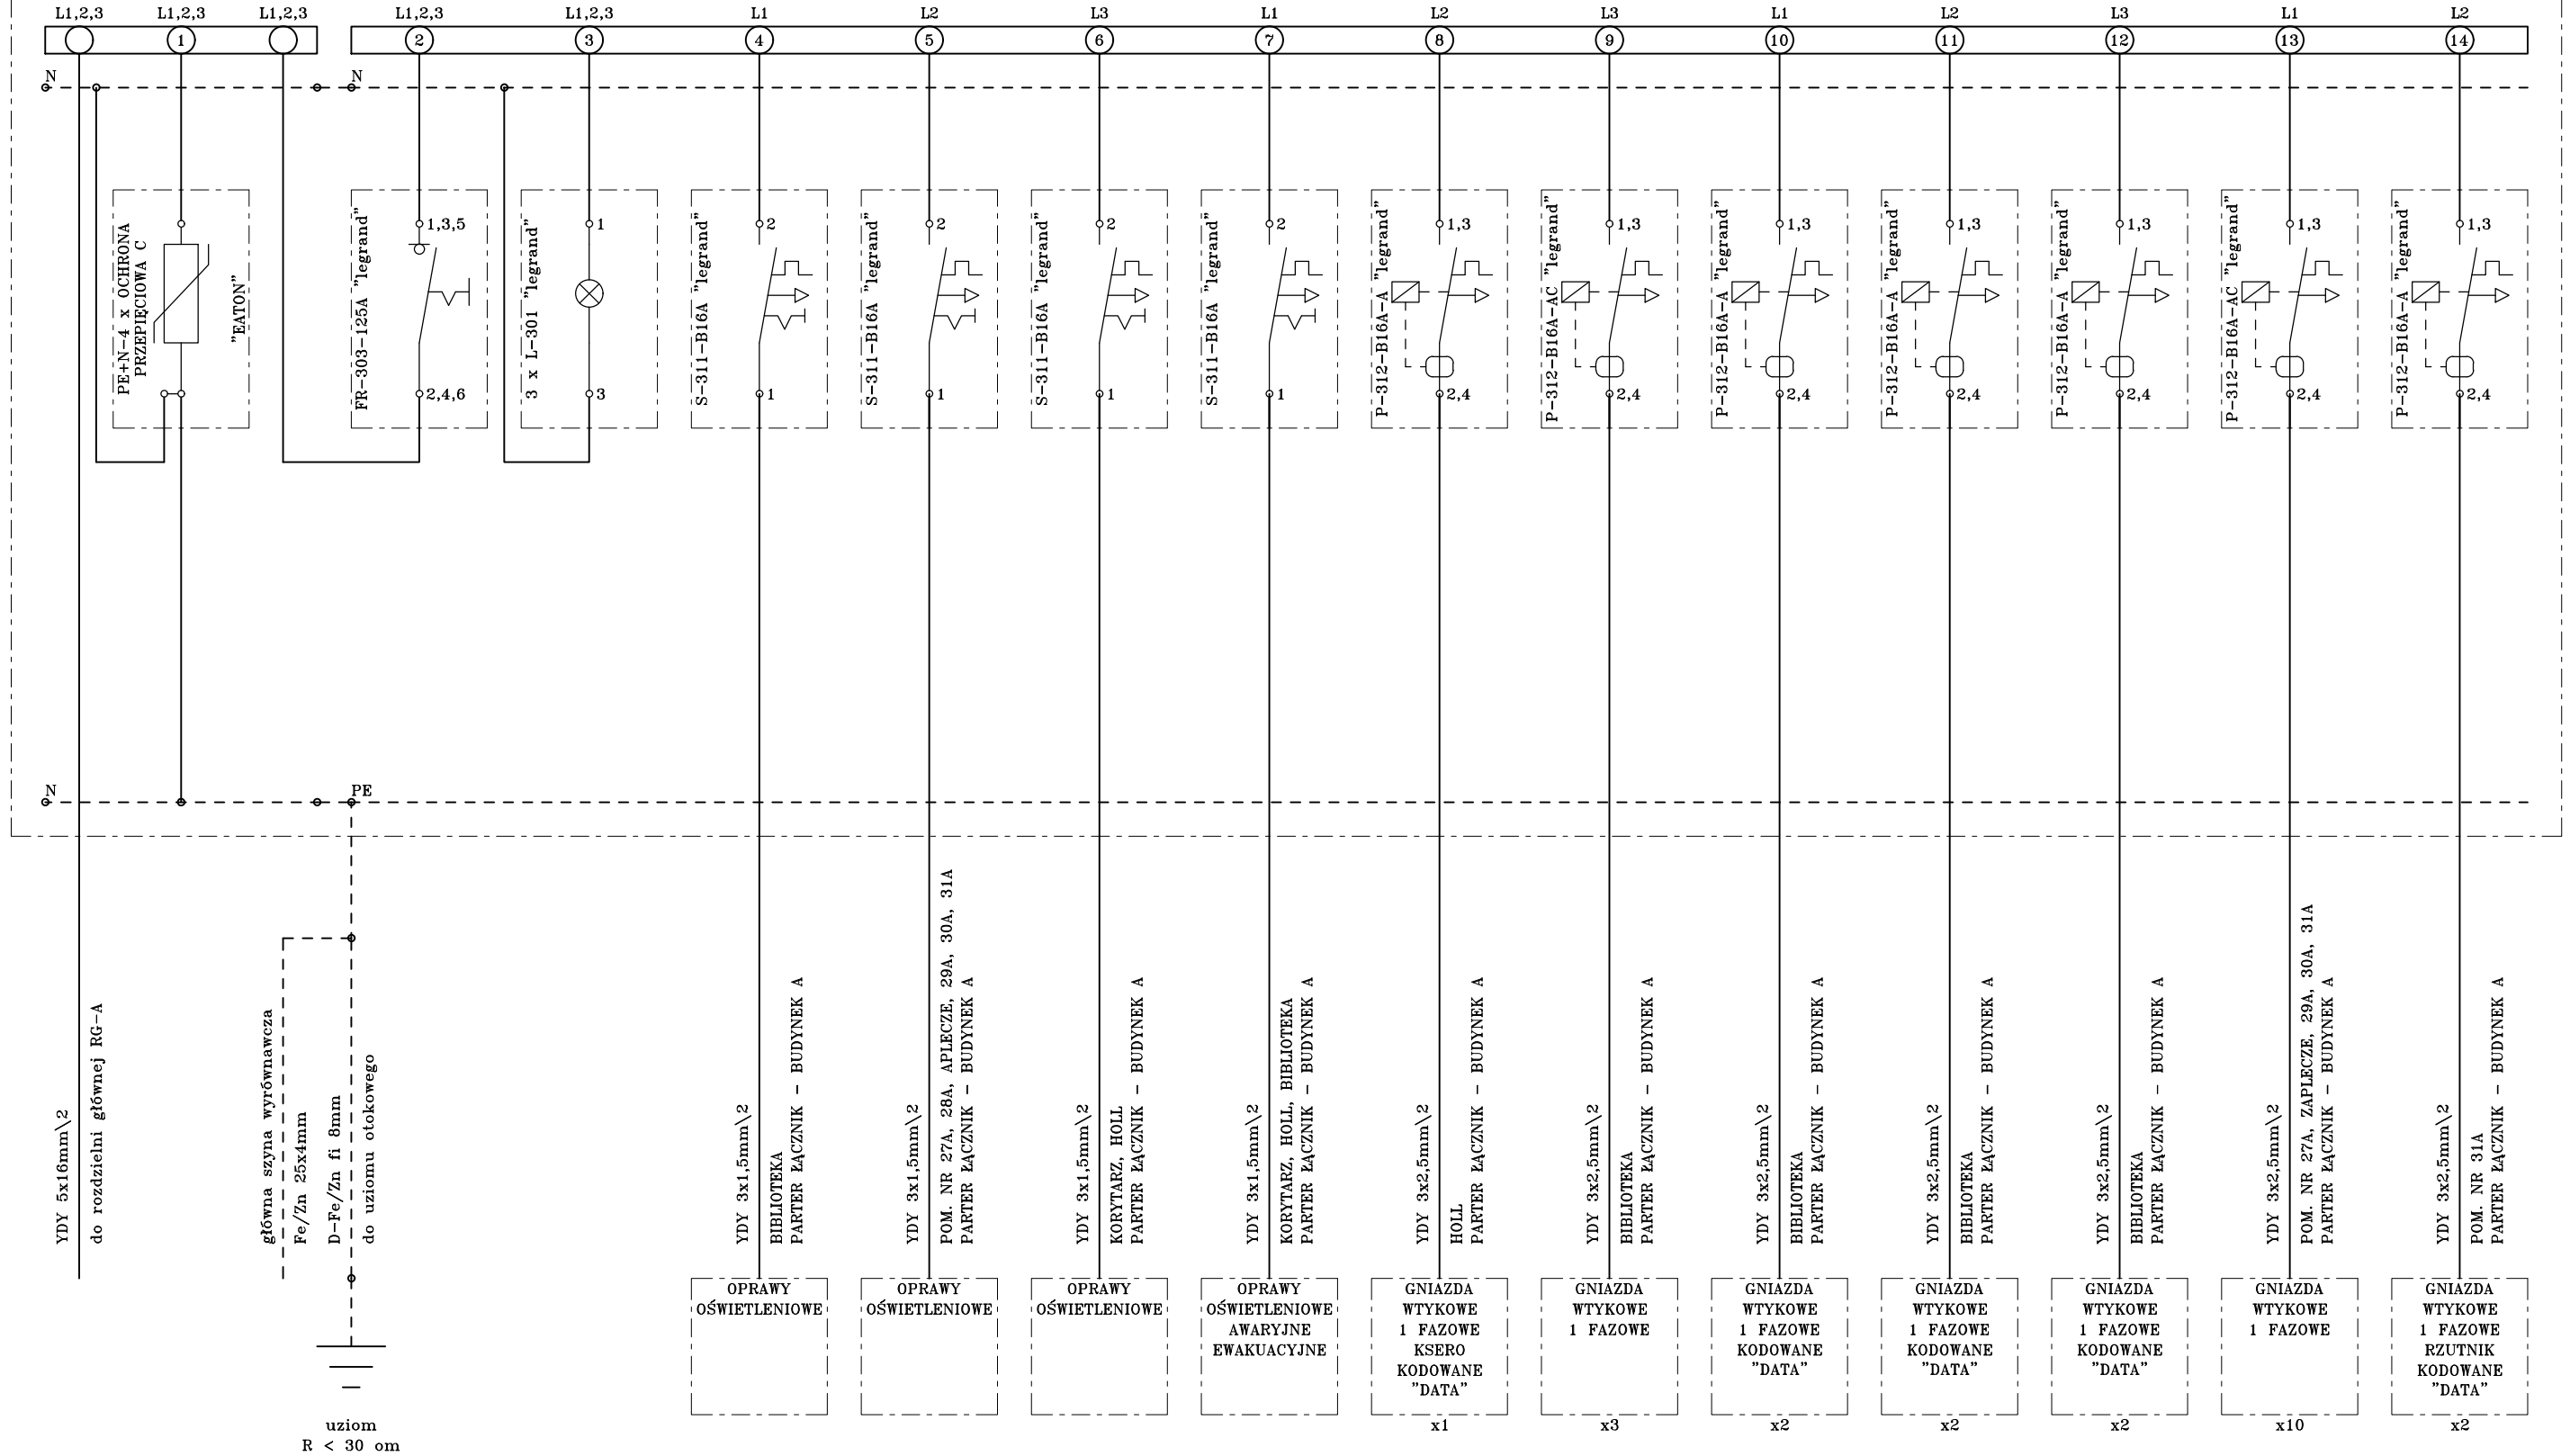 L1,2,3 L1,2,3 L1,2,3 L1,2,3 L1,2,3 L1 L2 L3 L1 L2 L3 L1 L2 L3 L1 L2
1 2 3 4 5 6 7 8 9 10 11 12 13 14
N N
PE+N-4 x OCHRONA
PRZEPIĘCIOWA C
"EATON"
FR-303-125A "legrand"
1,3,5
2,4,6
3 x L-301 "legrand"
1
3
S-311-B16A "legrand"
2
1
S-311-B16A "legrand"
2
1
S-311-B16A "legrand"
2
1
S-311-B16A "legrand"
2
1
P-312-B16A-A "legrand"
1,3
2,4
P-312-B16A-AC "legrand"
1,3
2,4
P-312-B16A-A "legrand"
1,3
2,4
P-312-B16A-A "legrand"
1,3
2,4
P-312-B16A-A "legrand"
1,3
2,4
P-312-B16A-AC "legrand"
1,3
2,4
P-312-B16A-A "legrand"
1,3
2,4
N PE
YDY 5x16mm\2
do rozdzielni głównej RG-A
główna szyna wyrównawcza
Fe/Zn 25x4mm
D-Fe/Zn fi 8mm
do uziomu otokowego
uziom
R < 30 om
YDY 3x1,5mm\2
BIBLIOTEKA
PARTER ŁĄCZNIK - BUDYNEK A
OPRAWY
OŚWIETLENIOWE
YDY 3x1,5mm\2
POM. NR 27A, 28A, APLECZE, 29A, 30A, 31A
PARTER ŁĄCZNIK - BUDYNEK A
OPRAWY
OŚWIETLENIOWE
YDY 3x1,5mm\2
KORYTARZ, HOLL
PARTER ŁĄCZNIK - BUDYNEK A
OPRAWY
OŚWIETLENIOWE
YDY 3x1,5mm\2
KORYTARZ, HOLL, BIBLIOTEKA
PARTER ŁĄCZNIK - BUDYNEK A
OPRAWY
OŚWIETLENIOWE
AWARYJNE
EWAKUACYJNE
YDY 3x2,5mm\2
HOLL
PARTER ŁĄCZNIK - BUDYNEK A
GNIAZDA
WTYKOWE
1 FAZOWE
KSERO
KODOWANE
"DATA"
x1
YDY 3x2,5mm\2
BIBLIOTEKA
PARTER ŁĄCZNIK - BUDYNEK A
GNIAZDA
WTYKOWE
1 FAZOWE
x3
YDY 3x2,5mm\2
BIBLIOTEKA
PARTER ŁĄCZNIK - BUDYNEK A
GNIAZDA
WTYKOWE
1 FAZOWE
KODOWANE
"DATA"
x2
YDY 3x2,5mm\2
BIBLIOTEKA
PARTER ŁĄCZNIK - BUDYNEK A
GNIAZDA
WTYKOWE
1 FAZOWE
KODOWANE
"DATA"
x2
YDY 3x2,5mm\2
BIBLIOTEKA
PARTER ŁĄCZNIK - BUDYNEK A
GNIAZDA
WTYKOWE
1 FAZOWE
KODOWANE
"DATA"
x2
YDY 3x2,5mm\2
POM. NR 27A, ZAPLECZE, 29A, 30A, 31A
PARTER ŁĄCZNIK - BUDYNEK A
GNIAZDA
WTYKOWE
1 FAZOWE
x10
YDY 3x2,5mm\2
POM. NR 31A
PARTER ŁĄCZNIK - BUDYNEK A
GNIAZDA
WTYKOWE
1 FAZOWE
RZUTNIK
KODOWANE
"DATA"
x2